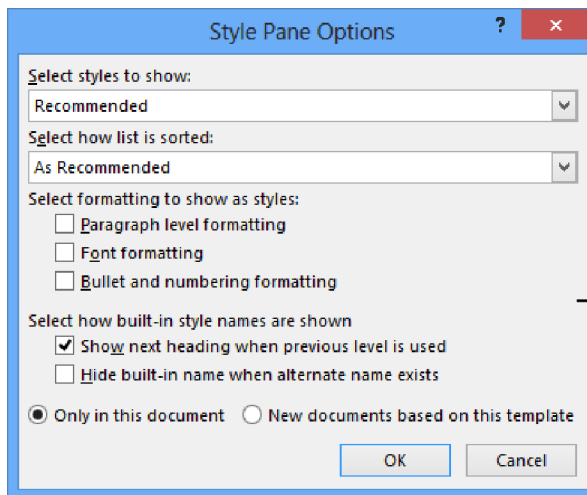 Style Pane Options ?
Select styles to show:
Recommended
Select how list is sorted:
As Recommended
Select formatting to show as styles:
Paragraph level formatting
Font formatting
Bullet and numbering formatting
Select how built-in style names are shown
Show next heading when previous level is used
Hide built-in name when alternate name exists
Only in this document New documents based on this template
OK Cancel